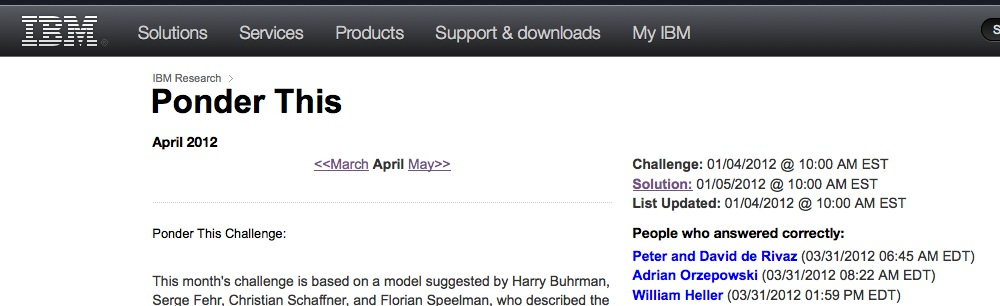 IBM Solutions Services Products Support & downloads My IBM S
IBM Research >
Ponder This
April 2012
<<March April May>>
Challenge: 01/04/2012 @ 10:00 AM EST
Solution: 01/05/2012 @ 10:00 AM EST
List Updated: 01/04/2012 @ 10:00 AM EST
Ponder This Challenge:
This month's challenge is based on a model suggested by Harry Buhrman,
Serge Fehr, Christian Schaffner, and Florian Speelman, who described the
People who answered correctly:
Peter and David de Rivaz (03/31/2012 06:45 AM EDT)
Adrian Orzepowski (03/31/2012 08:22 AM EDT)
William Heller (03/31/2012 01:59 PM EDT)